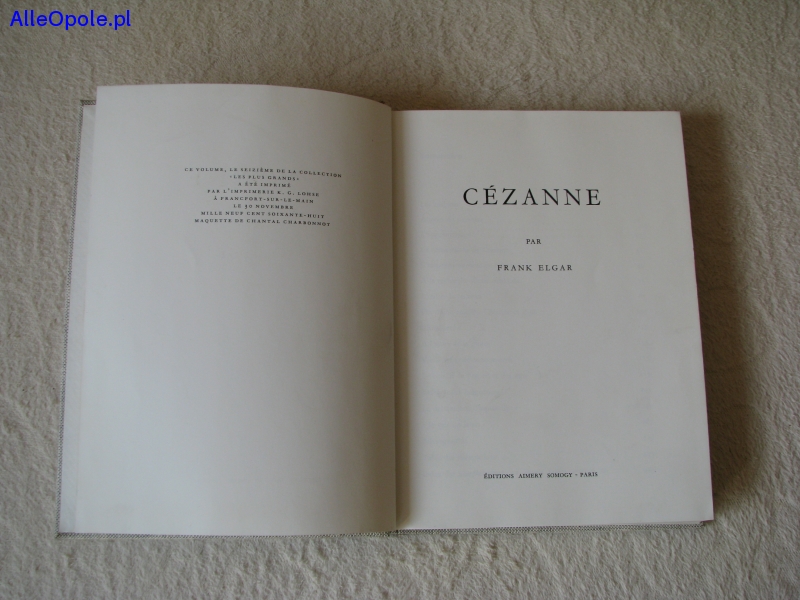 AlleOpole.pl
CE VOLUME, LE SEIZIÈME DE LA COLLECTION
«LES PLUS GRANDS»
A ÉTÉ IMPRIMÉ
PAR L'IMPRIMERIE K. G. LOHSE
À FRANCFORT-SUR-LE-MAIN
LE 30 NOVEMBRE
MILLE NEUF CENT SOIXANTE-HUIT
MAQUETTE DE CHANTAL CHARBONNOT
CÉZANNE
PAR
FRANK ELGAR
ÉDITIONS AIMERY SOMOGY - PARIS